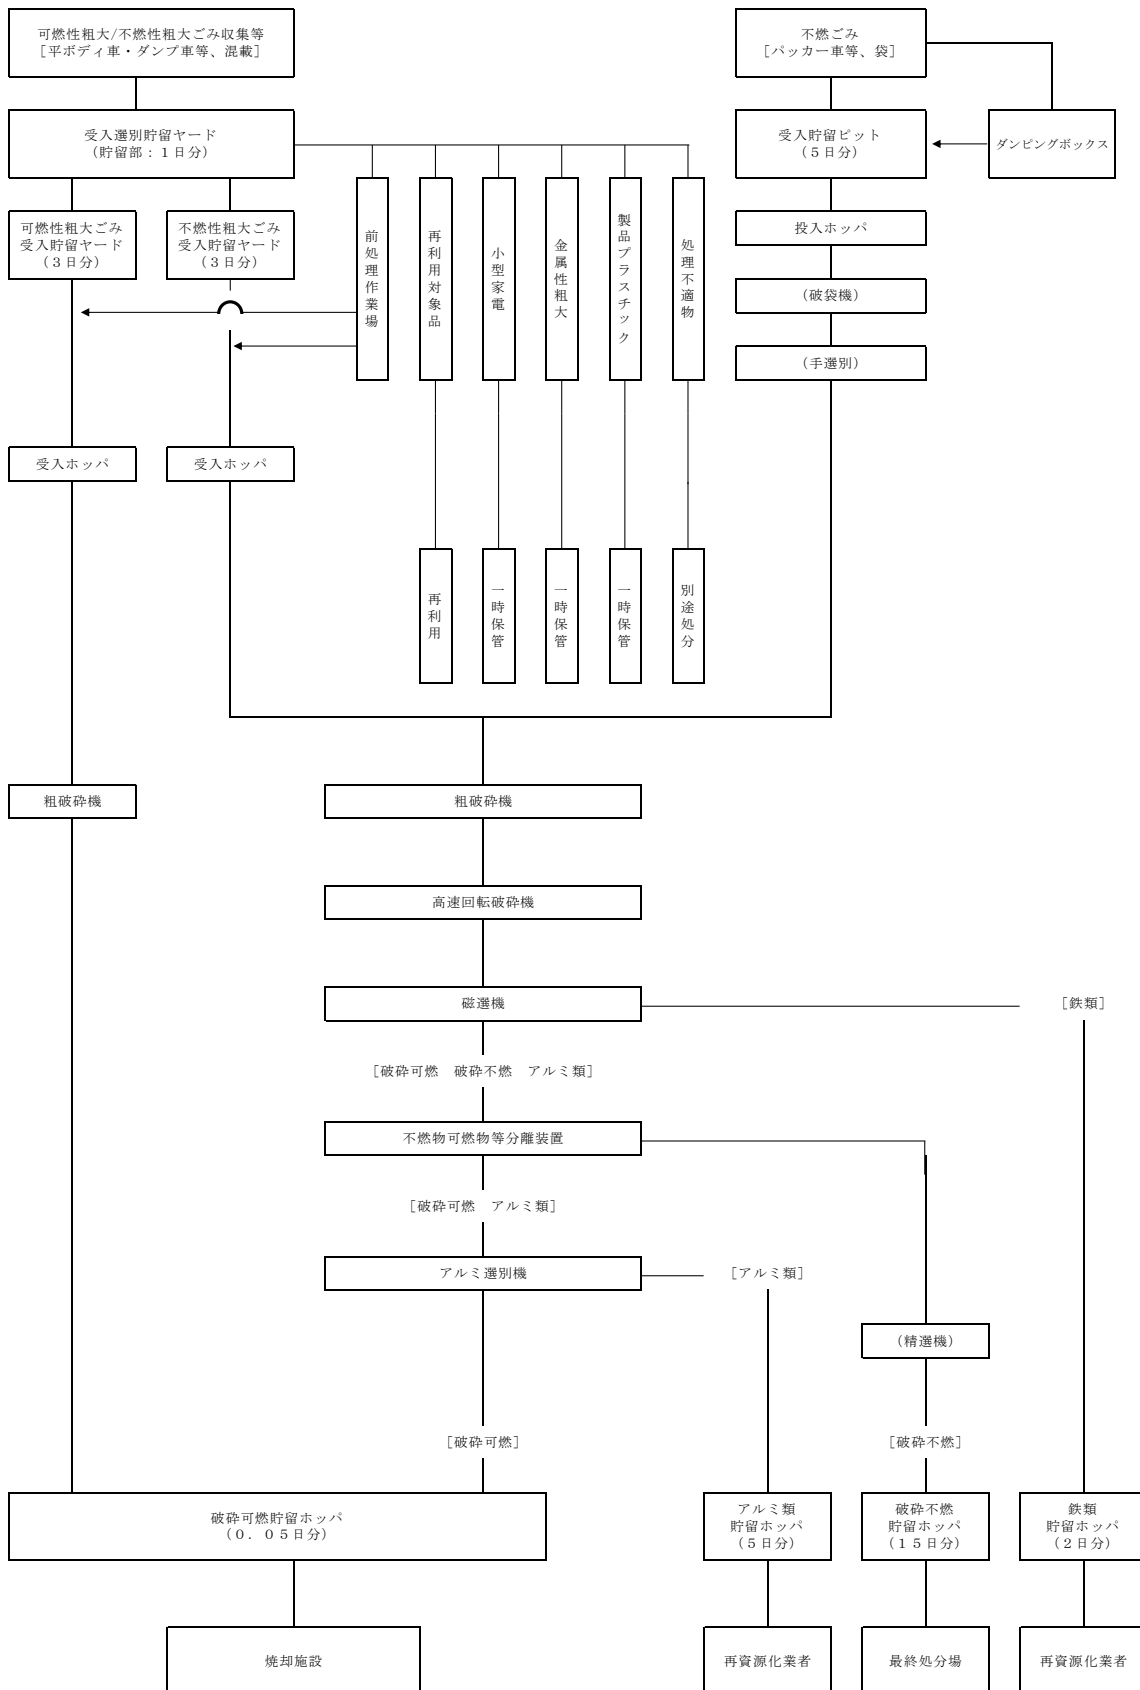 可燃性粗大/不燃性粗大ごみ収集等
［平ボディ車・ダンプ車等、混載］
不燃ごみ
［パッカー車等、袋］
受入選別貯留ヤード
（貯留部：１日分）
受入貯留ピット
（５日分）
ダンピングボックス
可燃性粗大ごみ
受入貯留ヤード
（３日分）
不燃性粗大ごみ
受入貯留ヤード
（３日分）
前処理作業場
再利用対象品
小型家電
金属性粗大
製品プラスチック
処理不適物
投入ホッパ
（破袋機）
（手選別）
受入ホッパ
受入ホッパ
再利用
一時保管
一時保管
一時保管
別途処分
粗破砕機
粗破砕機
高速回転破砕機
磁選機
［鉄類］
［破砕可燃　破砕不燃　アルミ類］
不燃物可燃物等分離装置
［破砕可燃　アルミ類］
アルミ選別機
［アルミ類］
（精選機）
［破砕可燃］
［破砕不燃］
破砕可燃貯留ホッパ
（０．０５日分）
アルミ類
貯留ホッパ
（５日分）
破砕不燃
貯留ホッパ
（１５日分）
鉄類
貯留ホッパ
（２日分）
焼却施設
再資源化業者
最終処分場
再資源化業者